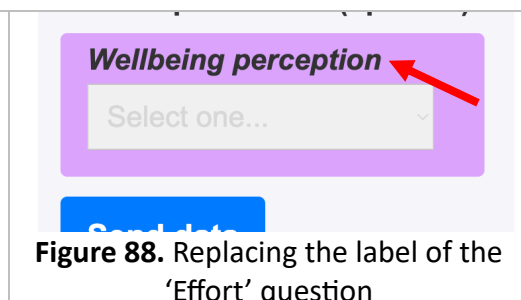 Wellbeing perception
Select one...
Send data
Figure 88. Replacing the label of the
'Effort' question